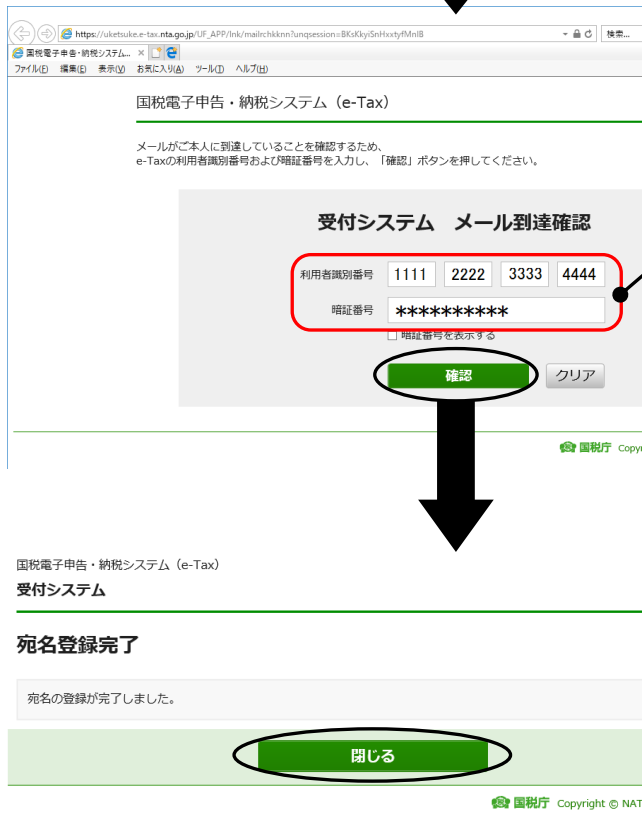 https://uketsuke.e-tax.nta.go.jp/UF_APP/lnk/mailrchkknn?unqsession=BKsKkyiSnHxxtyfMnIB
検索...
国税電子申告・納税システム...
ファイル(F) 編集(E) 表示(V) お気に入り(A) ツール(T) ヘルプ(H)
国税電子申告・納税システム（e-Tax）
メールがご本人に到達していることを確認するため、
e-Taxの利用者識別番号および暗証番号を入力し、「確認」ボタンを押してください。
受付システム メール到達確認
利用者識別番号 1111 2222 3333 4444
暗証番号 **********
暗証番号を表示する
確認 クリア
国税庁 Copyr
国税電子申告・納税システム（e-Tax）
受付システム
宛名登録完了
宛名の登録が完了しました。
閉じる
国税庁 Copyright © NAT